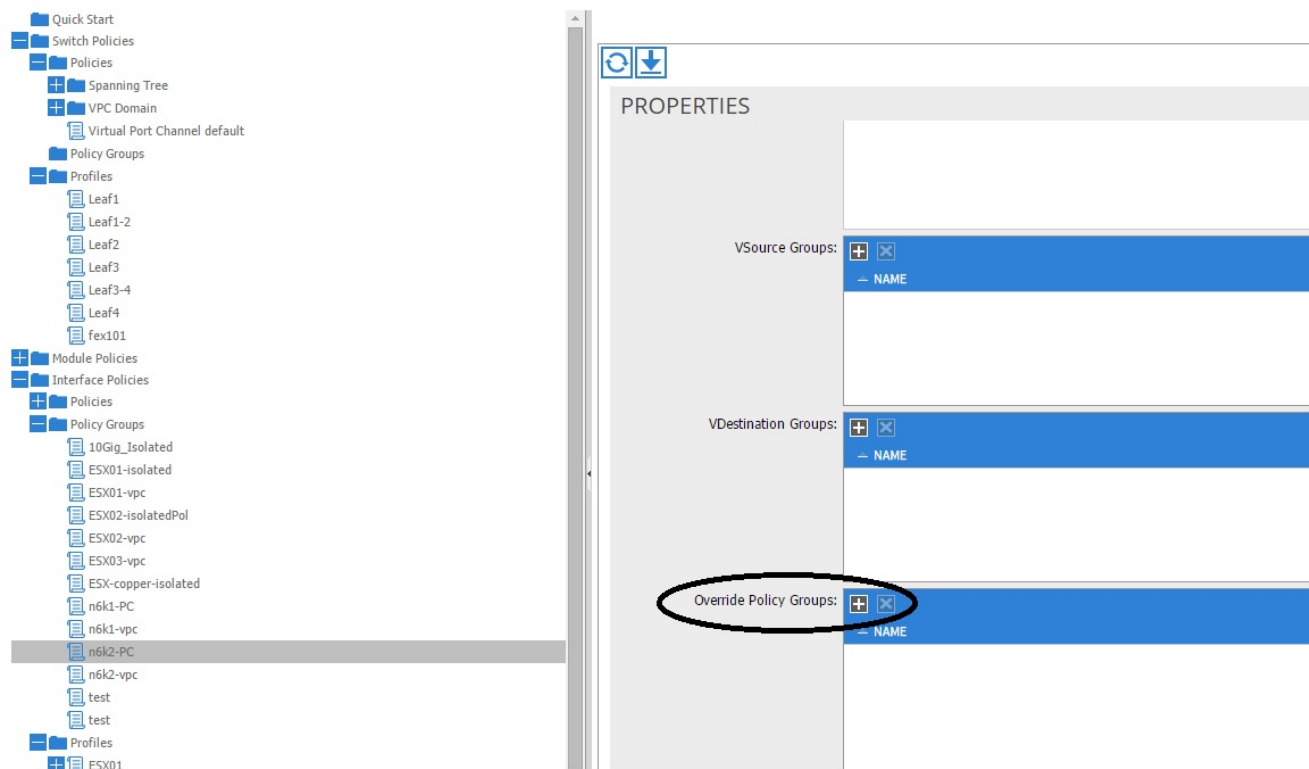 Quick Start
Switch Policies
Policies
Spanning Tree
VPC Domain
Virtual Port Channel default
Policy Groups
Profiles
Leaf1
Leaf1-2
Leaf2
Leaf3
Leaf3-4
Leaf4
fex101
Module Policies
Interface Policies
Policies
Policy Groups
10Gig_Isolated
ESX01-isolated
ESX01-vpc
ESX02-isolatedPol
ESX02-vpc
ESX03-vpc
ESX-copper-isolated
n6k1-PC
n6k1-vpc
n6k2-PC
n6k2-vpc
test
test
Profiles
ESX01
PROPERTIES
VSource Groups:
NAME
VDestination Groups:
NAME
Override Policy Groups:
NAME